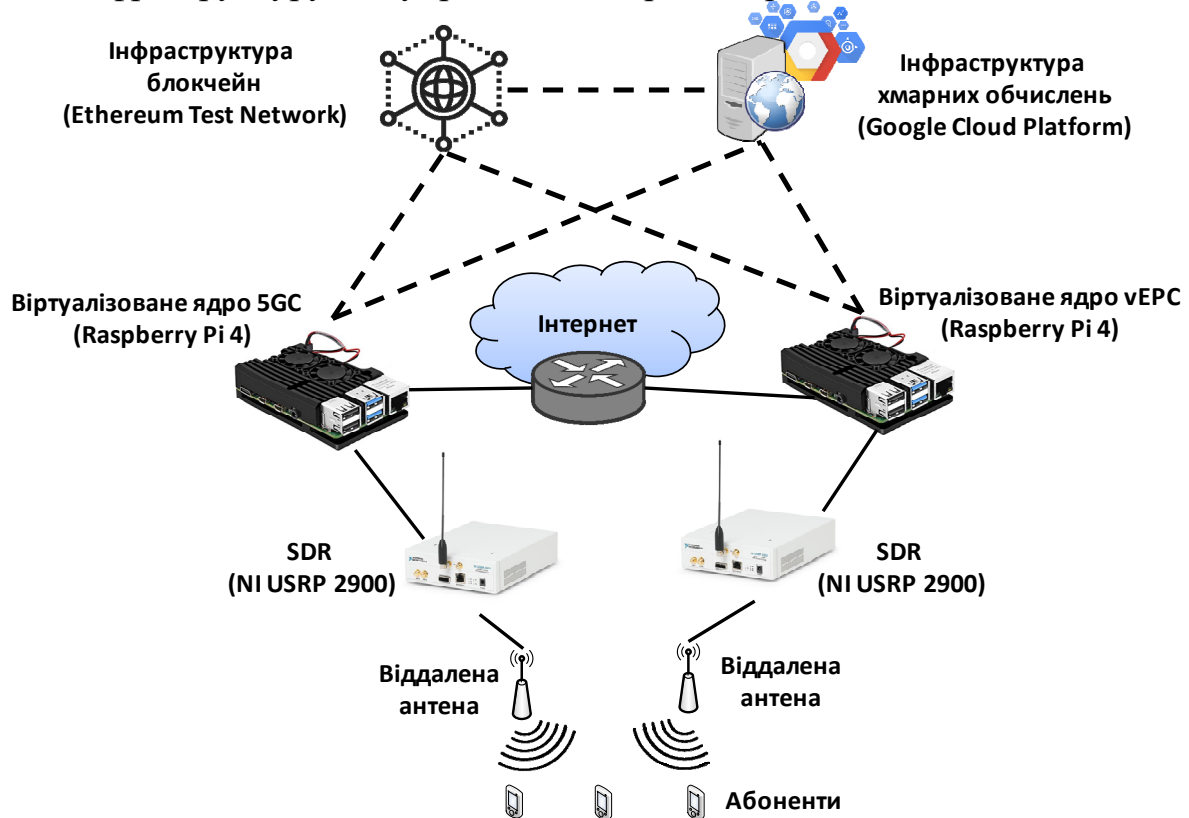 Інфраструктура
блокчейн
(Ethereum Test Network)
Інфраструктура
хмарних обчислень
(Google Cloud Platform)
Віртуалізоване ядро 5GC
(Raspberry Pi 4)
Інтернет
Віртуалізоване ядро vEPC
(Raspberry Pi 4)
SDR
(NI USRP 2900)
SDR
(NI USRP 2900)
Віддалена
антена
Віддалена
антена
Абоненти